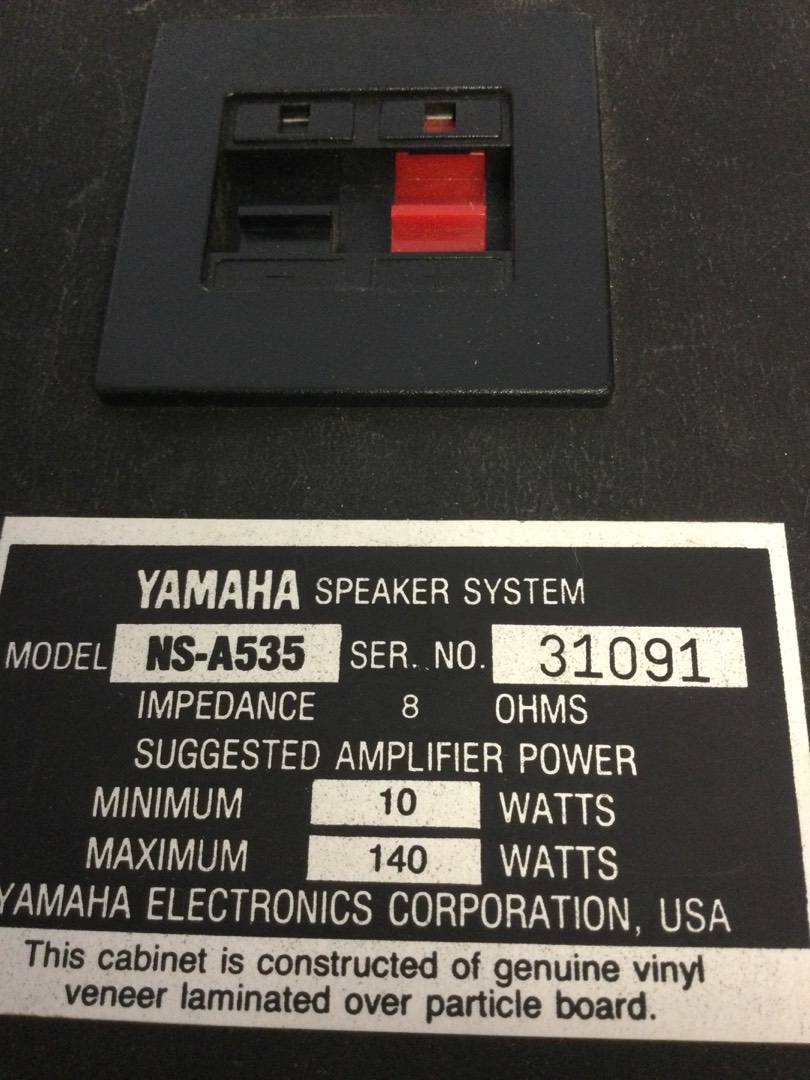 YAMAHA SPEAKER SYSTEM
MODEL NS-A535 SER. NO. 31091
IMPEDANCE 8 OHMS
SUGGESTED AMPLIFIER POWER
MINIMUM 10 WATTS
MAXIMUM 140 WATTS
YAMAHA ELECTRONICS CORPORATION, USA
This cabinet is constructed of genuine vinyl
veneer laminated over particle board.